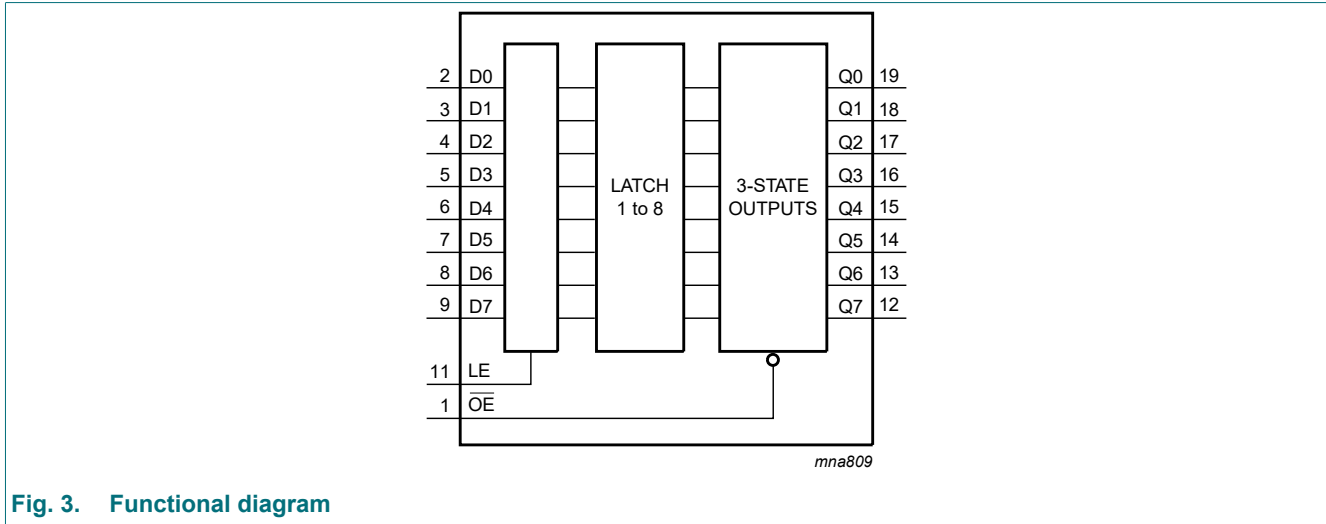 2 D0 Q0 19
3 D1 Q1 18
4 D2 Q2 17
5 D3 Q3 16
LATCH 3-STATE
1 to 8 OUTPUTS
6 D4 Q4 15
7 D5 Q5 14
8 D6 Q6 13
9 D7 Q7 12
11 LE
1 O̅E̅
mna809
Fig. 3. Functional diagram